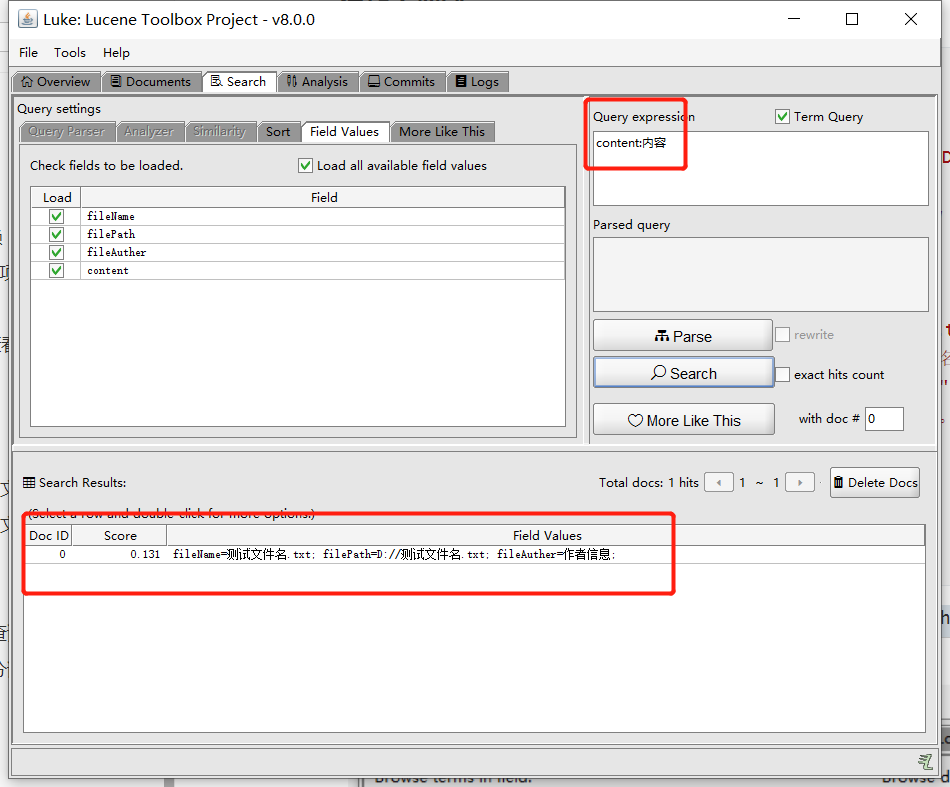 Luke: Lucene Toolbox Project - v8.0.0
File Tools Help
Overview Documents Search Analysis Commits Logs
Query settings
Query Parser Analyzer Similarity Sort Field Values More Like This
Check fields to be loaded.
Load all available field values
Load Field
fileName
filePath
fileAuther
content
Query expression
Term Query
content:内容
Parsed query
Parse
rewrite
Search
exact hits count
More Like This
with doc # 0
Search Results:
Total docs: 1 hits 1 ~ 1
Delete Docs
(Select a row and double-click for more options.)
Doc ID Score Field Values
0 0.131 fileName=测试文件名.txt; filePath=D://测试文件名.txt; fileAuther=作者信息;
Browse terms in field: